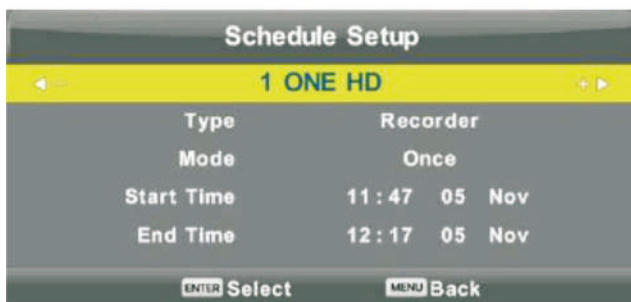 Schedule Setup
1 ONE HD
Type Recorder
Mode Once
Start Time 11:47 05 Nov
End Time 12:17 05 Nov
ENTER Select MENU Back